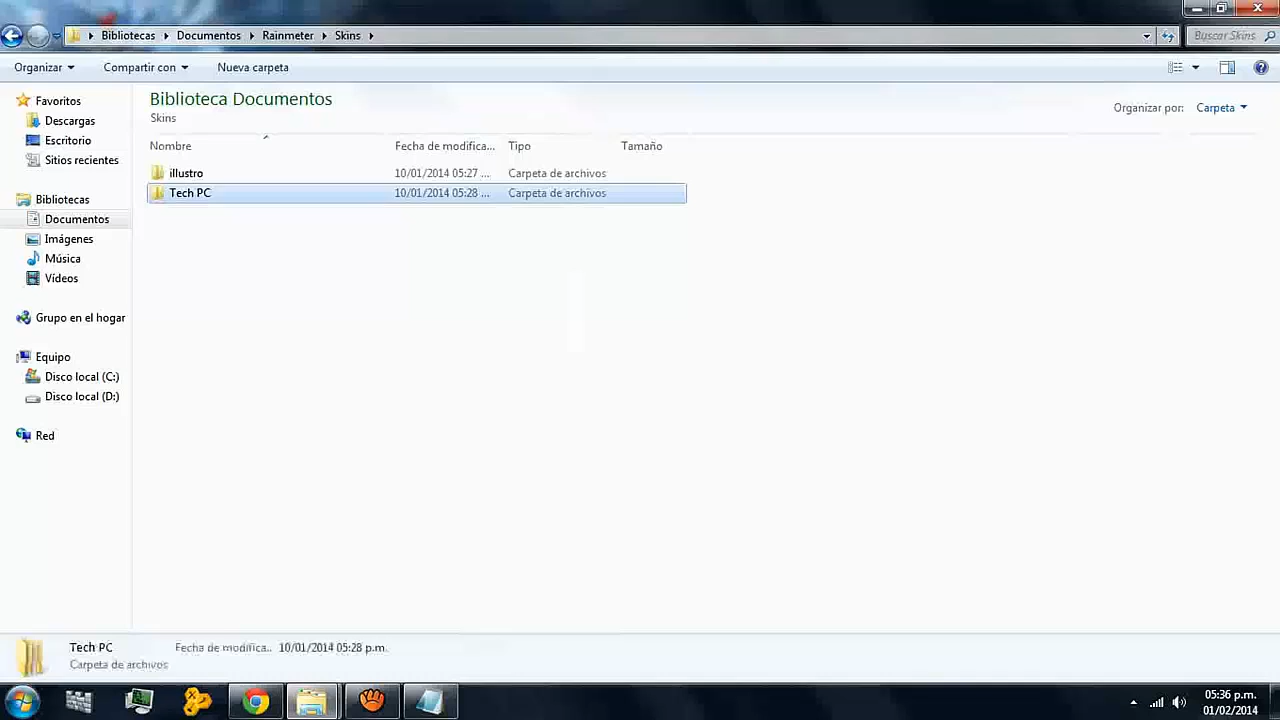 Bibliotecas Documentos Rainmeter Skins
Buscar Skins
Organizar Compartir con Nueva carpeta
Favoritos
Descargas
Escritorio
Sitios recientes
Bibliotecas
Documentos
Imágenes
Música
Vídeos
Grupo en el hogar
Equipo
Disco local (C:)
Disco local (D:)
Red
Biblioteca Documentos
Skins
Organizar por: Carpeta
Nombre Fecha de modifica... Tipo Tamaño
illustro 10/01/2014 05:27 ... Carpeta de archivos
Tech PC 10/01/2014 05:28 ... Carpeta de archivos
Tech PC Fecha de modifica... 10/01/2014 05:28 p.m.
Carpeta de archivos
05:36 p.m.
01/02/2014